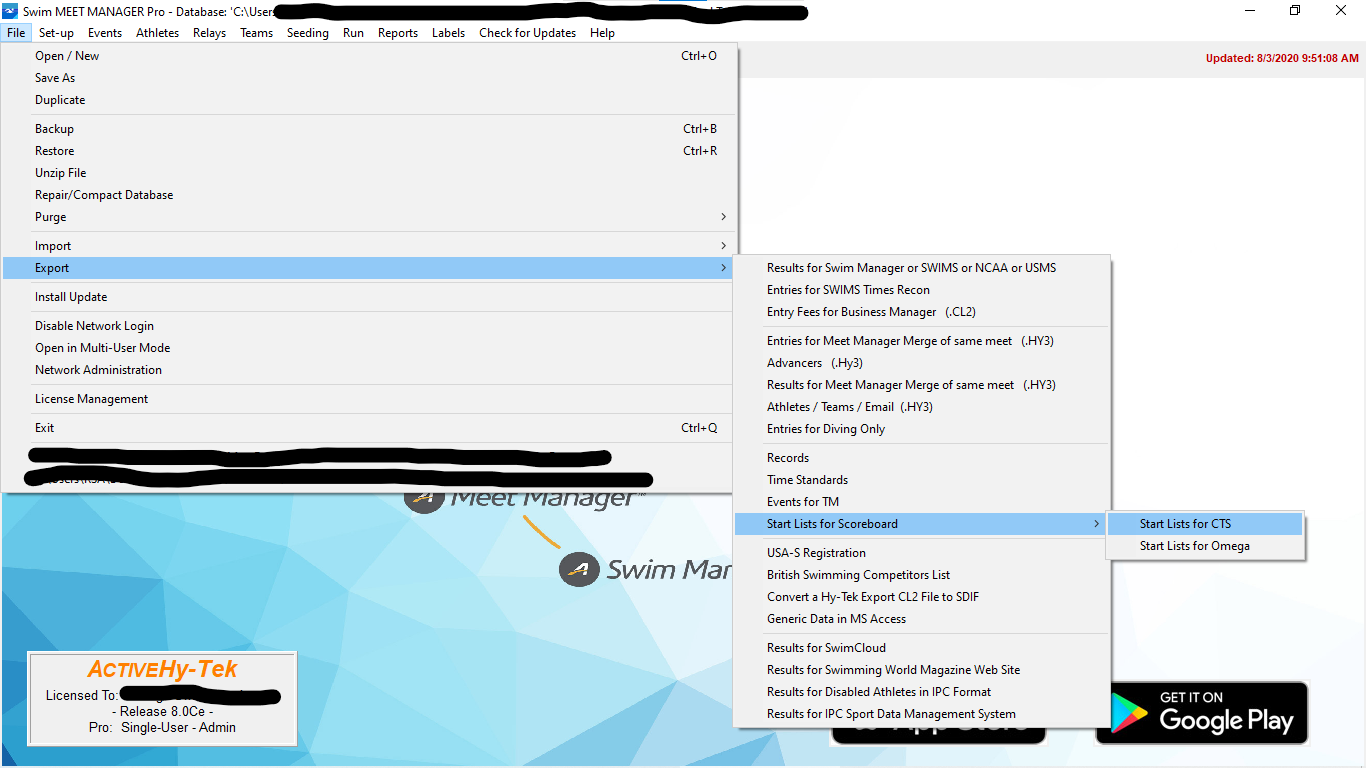 Swim MEET MANAGER Pro - Database: 'C:\Users
File Set-up Events Athletes Relays Teams Seeding Run Reports Labels Check for Updates Help
Updated: 8/3/2020 9:51:08 AM
Open / New Ctrl+O
Save As
Duplicate
Backup Ctrl+B
Restore Ctrl+R
Unzip File
Repair/Compact Database
Purge
Import
Export
Install Update
Disable Network Login
Open in Multi-User Mode
Network Administration
License Management
Exit Ctrl+Q
Results for Swim Manager or SWIMS or NCAA or USMS
Entries for SWIMS Times Recon
Entry Fees for Business Manager (.CL2)
Entries for Meet Manager Merge of same meet (.HY3)
Advancers (.Hy3)
Results for Meet Manager Merge of same meet (.HY3)
Athletes / Teams / Email (.HY3)
Entries for Diving Only
Records
Time Standards
Events for TM
Start Lists for Scoreboard
USA-S Registration
British Swimming Competitors List
Convert a Hy-Tek Export CL2 File to SDIF
Generic Data in MS Access
Results for SwimCloud
Results for Swimming World Magazine Web Site
Results for Disabled Athletes in IPC Format
Results for IPC Sport Data Management System
Start Lists for CTS
Start Lists for Omega
Meet Manager
Swim Man
ACTIVEHy-Tek
Licensed To:
- Release 8.0Ce -
Pro: Single-User - Admin
App Store
GET IT ON
Google Play